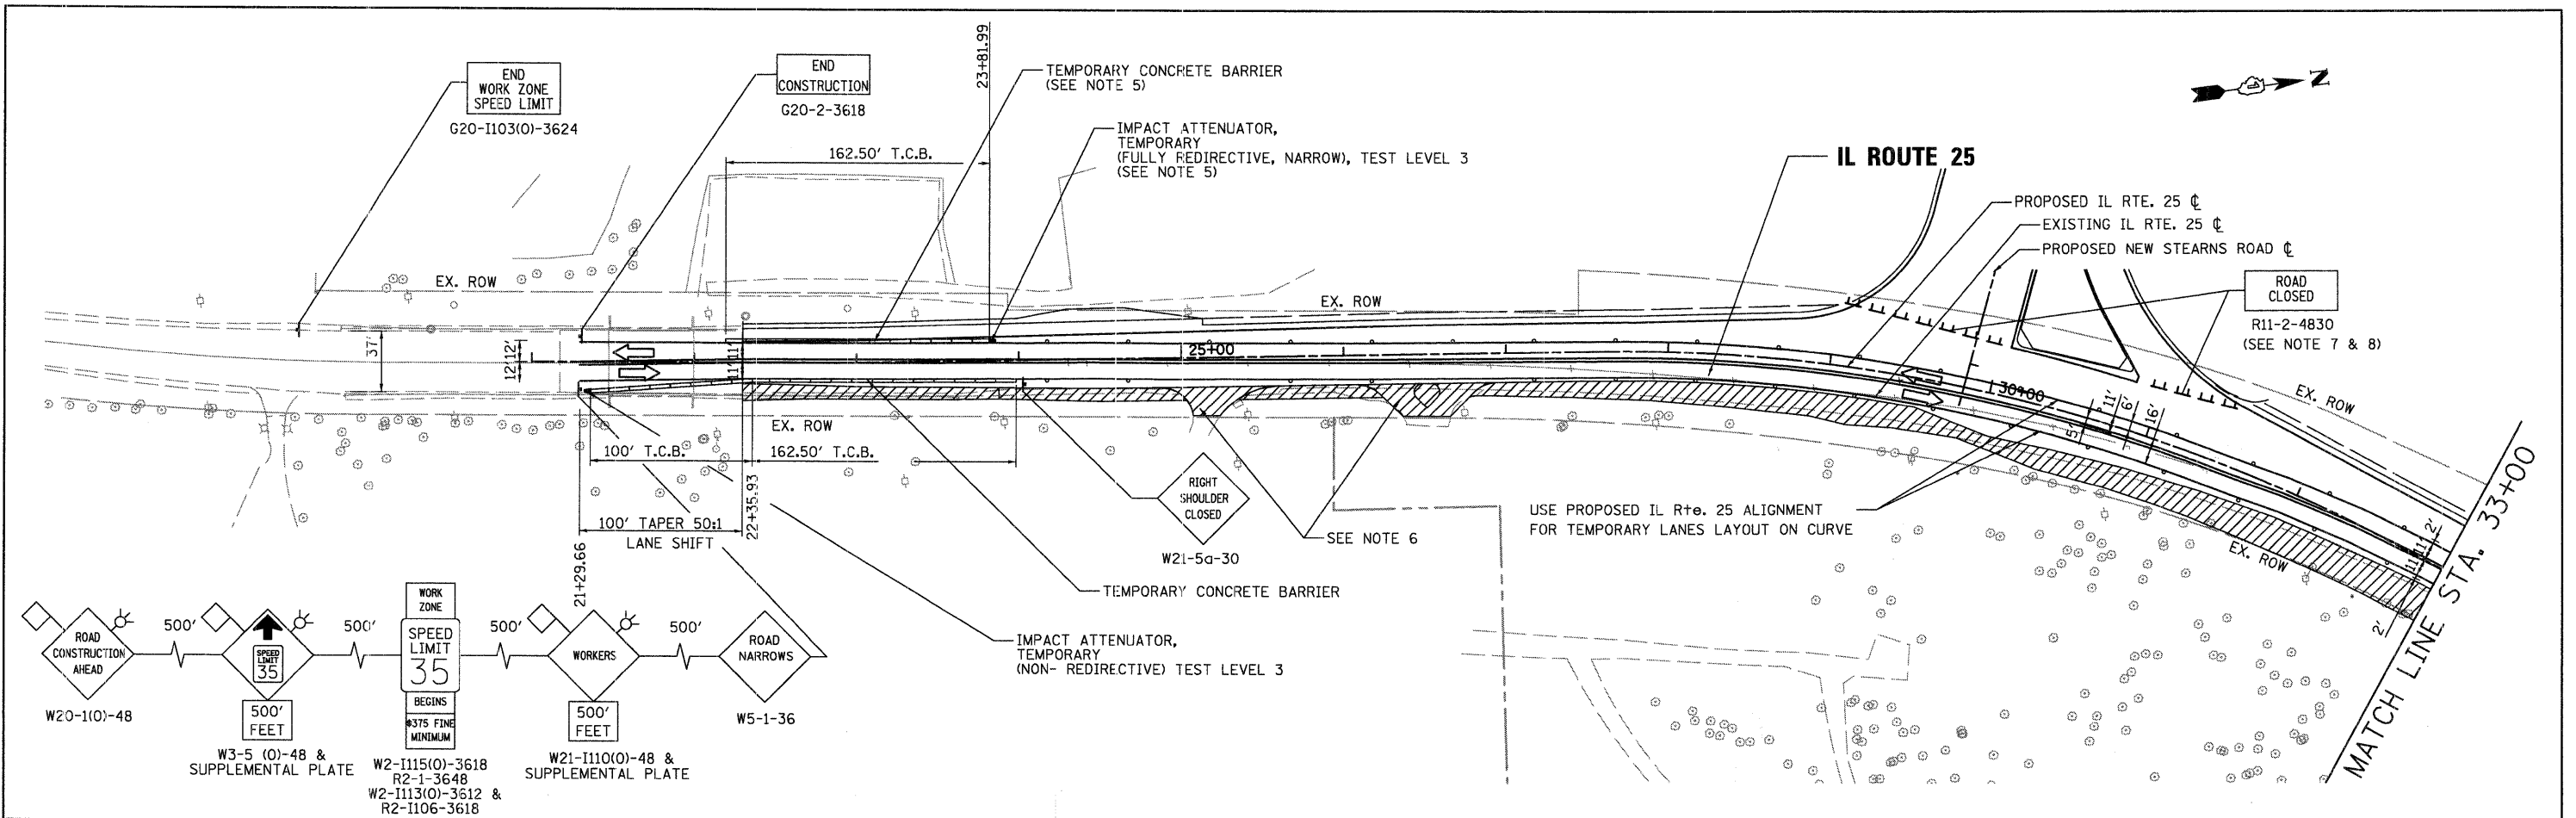 END
WORK ZONE
SPEED LIMIT
G20-I103(O)-3624
END
CONSTRUCTION
G20-2-3618
23+81.99
TEMPORARY CONCRETE BARRIER
(SEE NOTE 5)
162.50' T.C.B.
IMPACT ATTENUATOR,
TEMPORARY
(FULLY REDIRECTIVE, NARROW), TEST LEVEL 3
(SEE NOTE 5)
IL ROUTE 25
N
PROPOSED IL RTE. 25 ℄
EXISTING IL RTE. 25 ℄
PROPOSED NEW STEARNS ROAD ℄
ROAD
CLOSED
R11-2-4830
(SEE NOTE 7 & 8)
EX. ROW
EX. ROW
EX. ROW
37'
12'
12'
11'
11'
25+00
30+00
11'
6'
16'
5'
EX. ROW
100' T.C.B.
162.50' T.C.B.
RIGHT
SHOULDER
CLOSED
W21-5a-30
SEE NOTE 6
USE PROPOSED IL Rte. 25 ALIGNMENT
FOR TEMPORARY LANES LAYOUT ON CURVE
100' TAPER 50:1
LANE SHIFT
22+35.93
21+29.66
TEMPORARY CONCRETE BARRIER
IMPACT ATTENUATOR,
TEMPORARY
(NON- REDIRECTIVE) TEST LEVEL 3
EX. ROW
2'
11'
11'
2'
MATCH LINE STA. 33+00
ROAD
CONSTRUCTION
AHEAD
W20-1(O)-48
500'
SPEED
LIMIT
35
500'
FEET
W3-5 (O)-48 &
SUPPLEMENTAL PLATE
500'
WORK
ZONE
SPEED
LIMIT
35
BEGINS
$375 FINE
MINIMUM
W2-I115(O)-3618
R2-1-3648
W2-I113(O)-3612 &
R2-I106-3618
500'
WORKERS
500'
FEET
W21-I110(O)-48 &
SUPPLEMENTAL PLATE
500'
ROAD
NARROWS
W5-1-36